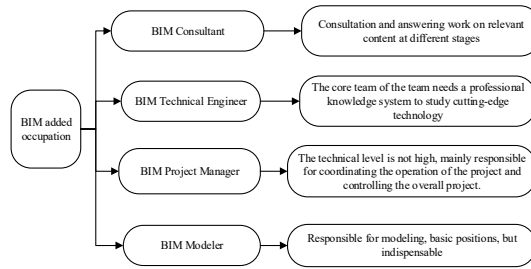 BIM added
occupation
BIM Consultant
Consultation and answering work on relevant
content at different stages
BIM Technical Engineer
The core team of the team needs a professional
knowledge system to study cutting-edge
technology
BIM Project Manager
The technical level is not high, mainly responsible
for coordinating the operation of the project and
controlling the overall project.
BIM Modeler
Responsible for modeling, basic positions, but
indispensable